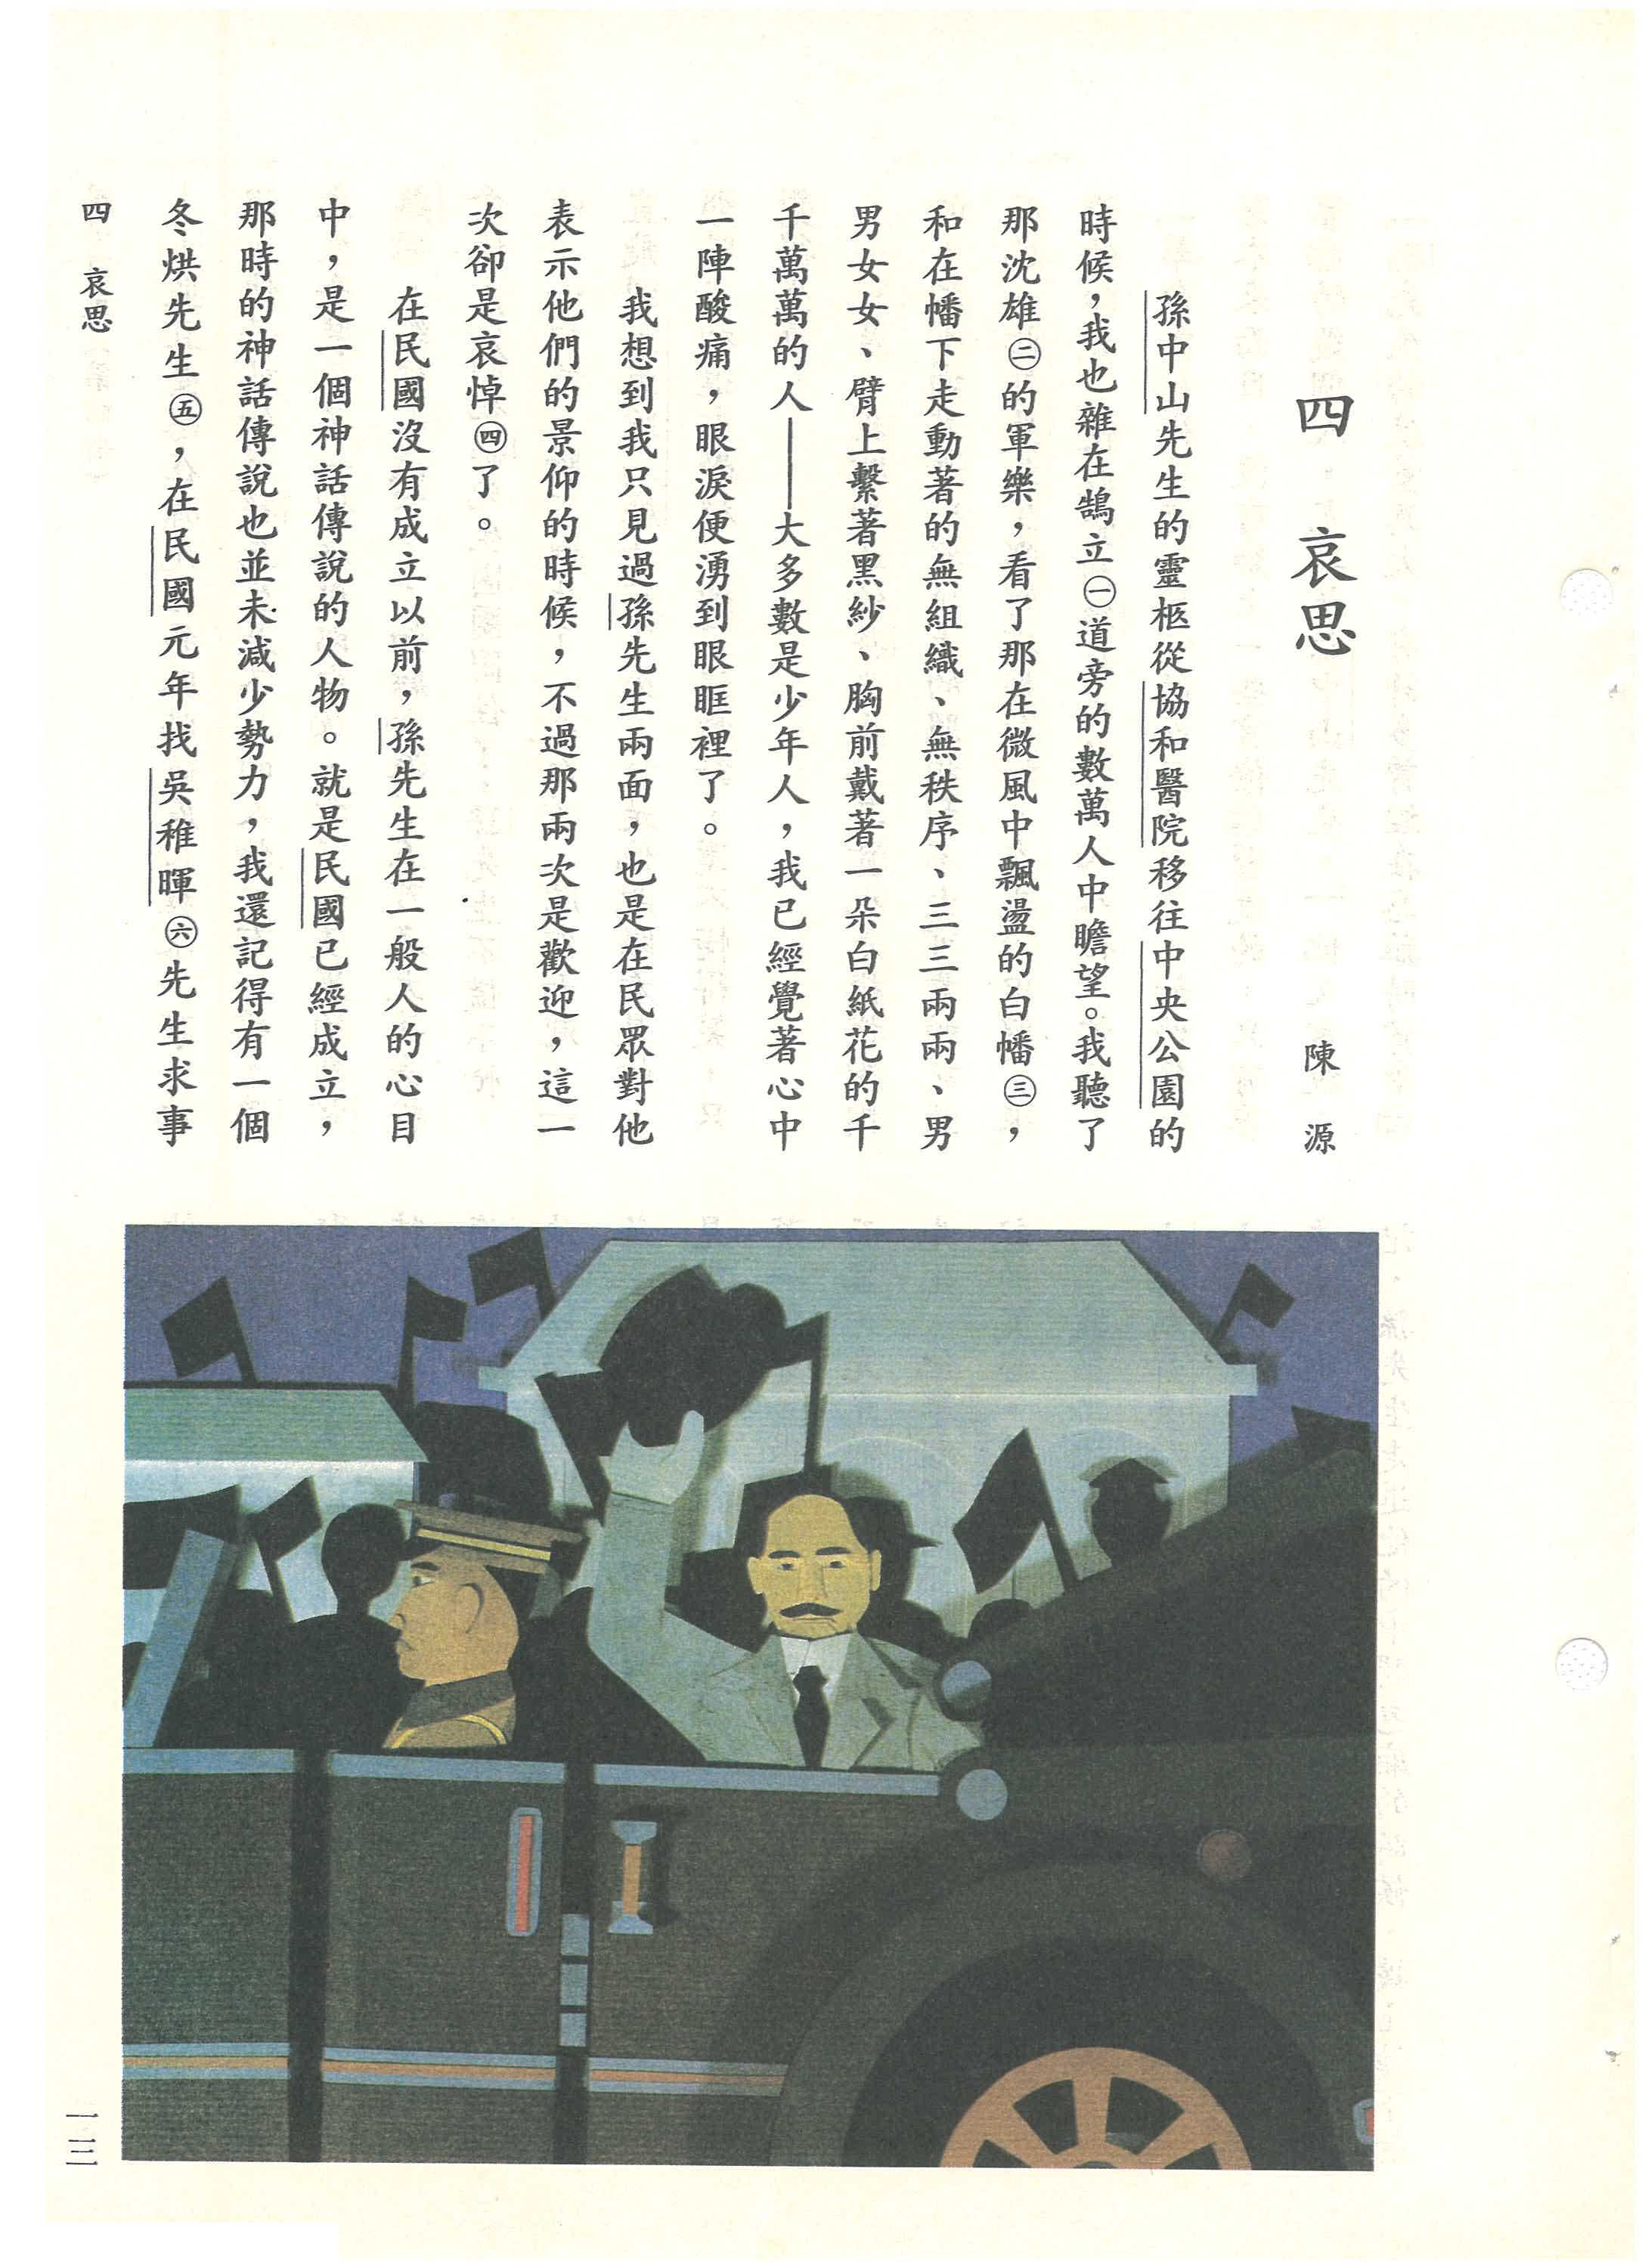 四　哀思
陳　源
孫中山先生的靈柩從協和醫院移往中央公園的
時候，我也雜在鵠立㊀道旁的數萬人中瞻望。我聽了
那沈雄㊁的軍樂，看了那在微風中飄盪的白幡㊂，
和在幡下走動著的無組織、無秩序、三三兩兩、男
男女女、臂上繫著黑紗、胸前戴著一朵白紙花的千
千萬萬的人——大多數是少年人，我已經覺著心中
一陣酸痛，眼淚便湧到眼眶裡了。
我想到我只見過孫先生兩面，也是在民眾對他
表示他們的景仰的時候，不過那兩次是歡迎，這一
次卻是哀悼㊃了。
在民國沒有成立以前，孫先生在一般人的心目
中，是一個神話傳說的人物。就是民國已經成立，
那時的神話傳說也並未減少勢力，我還記得有一個
冬烘先生㊄，在民國元年找吳稚暉㊅先生求事
四　哀思
一三